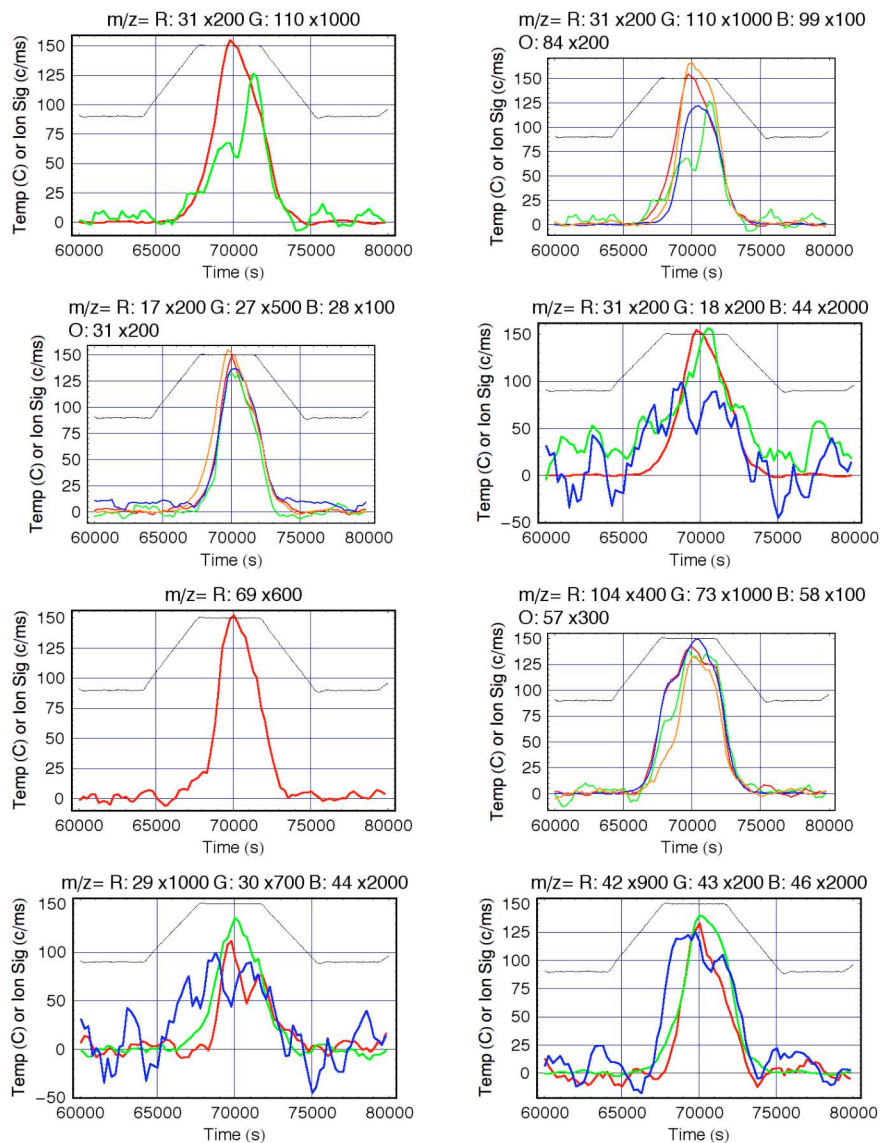 m/z= R: 31 x200 G: 110 x1000
Temp (C) or Ion Sig (c/ms)
150
125
100
75
50
25
0
60000 65000 70000 75000 80000
Time (s)
m/z= R: 31 x200 G: 110 x1000 B: 99 x100
O: 84 x200
Temp (C) or Ion Sig (c/ms)
150
125
100
75
50
25
0
60000 65000 70000 75000 80000
Time (s)
m/z= R: 17 x200 G: 27 x500 B: 28 x100
O: 31 x200
Temp (C) or Ion Sig (c/ms)
150
125
100
75
50
25
0
60000 65000 70000 75000 80000
Time (s)
m/z= R: 31 x200 G: 18 x200 B: 44 x2000
Temp (C) or Ion Sig (c/ms)
150
100
50
0
−50
60000 65000 70000 75000 80000
Time (s)
m/z= R: 69 x600
Temp (C) or Ion Sig (c/ms)
150
125
100
75
50
25
0
60000 65000 70000 75000 80000
Time (s)
m/z= R: 104 x400 G: 73 x1000 B: 58 x100
O: 57 x300
Temp (C) or Ion Sig (c/ms)
150
125
100
75
50
25
0
60000 65000 70000 75000 80000
Time (s)
m/z= R: 29 x1000 G: 30 x700 B: 44 x2000
Temp (C) or Ion Sig (c/ms)
150
100
50
0
−50
60000 65000 70000 75000 80000
Time (s)
m/z= R: 42 x900 G: 43 x200 B: 46 x2000
Temp (C) or Ion Sig (c/ms)
150
125
100
75
50
25
0
60000 65000 70000 75000 80000
Time (s)